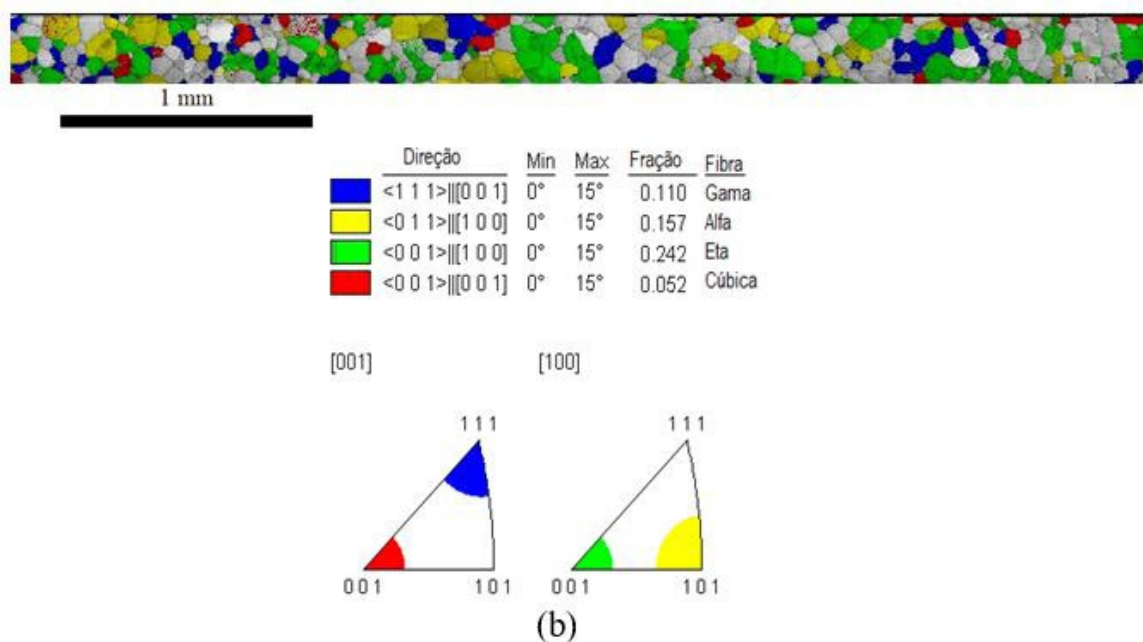 1 mm
Direção Min Max Fração Fibra
<1 1 1>||[0 0 1] 0° 15° 0.110 Gama
<0 1 1>||[1 0 0] 0° 15° 0.157 Alfa
<0 0 1>||[1 0 0] 0° 15° 0.242 Eta
<0 0 1>||[0 0 1] 0° 15° 0.052 Cúbica
[001] [100]
1 1 1 1 1 1
0 0 1 1 0 1 0 0 1 1 0 1
(b)